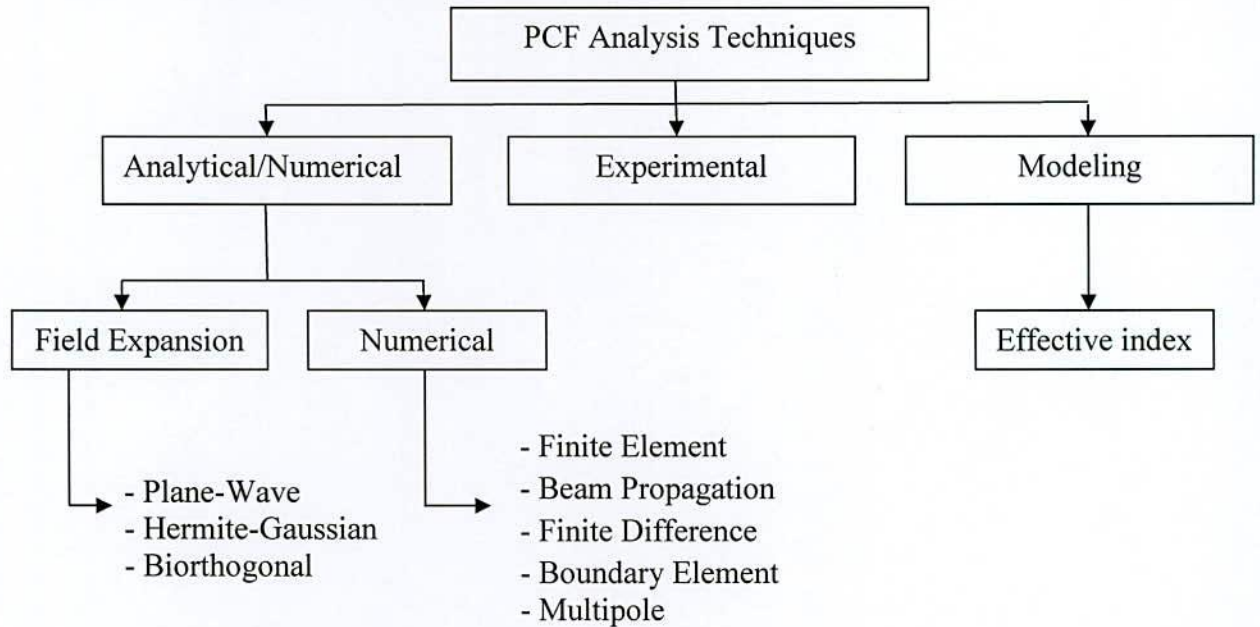 PCF Analysis Techniques
Analytical/Numerical
Experimental
Modeling
Field Expansion
Numerical
Effective index
- Plane-Wave
- Hermite-Gaussian
- Biorthogonal
- Finite Element
- Beam Propagation
- Finite Difference
- Boundary Element
- Multipole